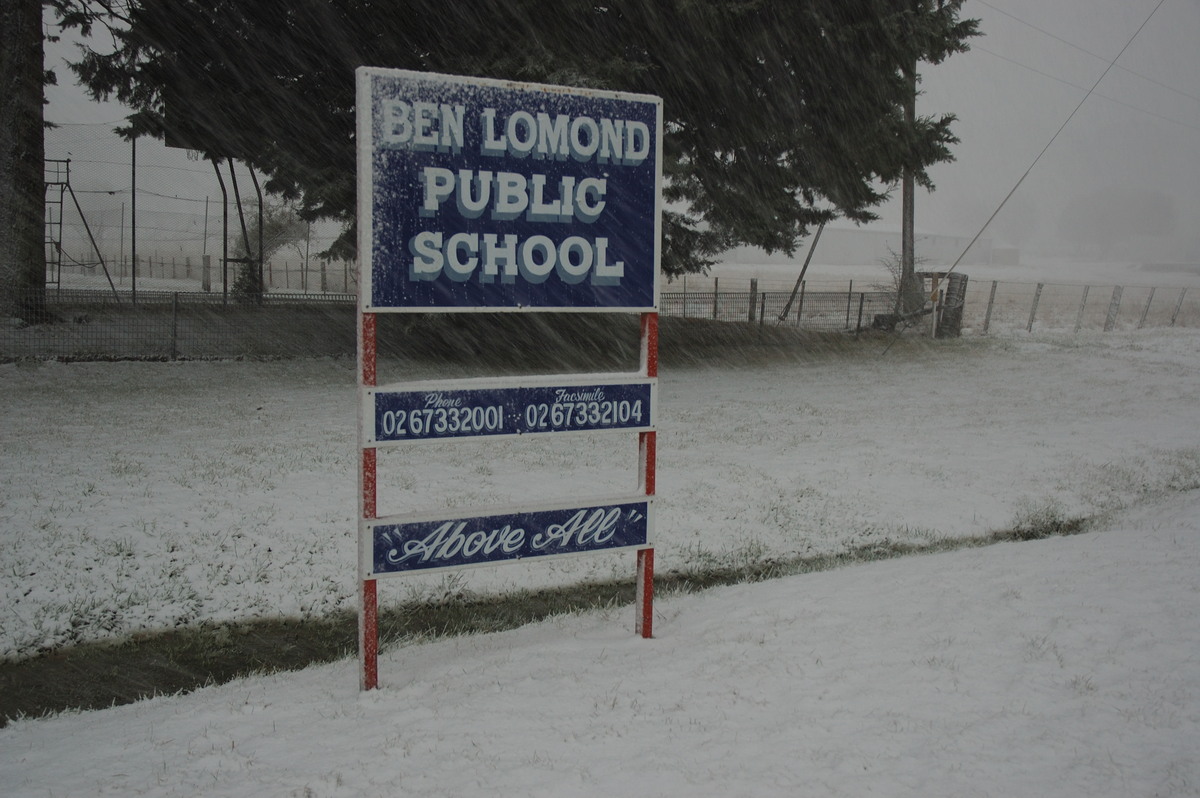 BEN LOMOND
PUBLIC
SCHOOL
Phone Facsimile
02 67332001 02 67332104
"Above All"